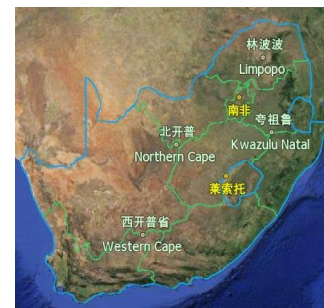 林波波
Limpopo
南非
夸祖鲁
Kwazulu Natal
北开普
Northern Cape
莱索托
西开普省
Western Cape